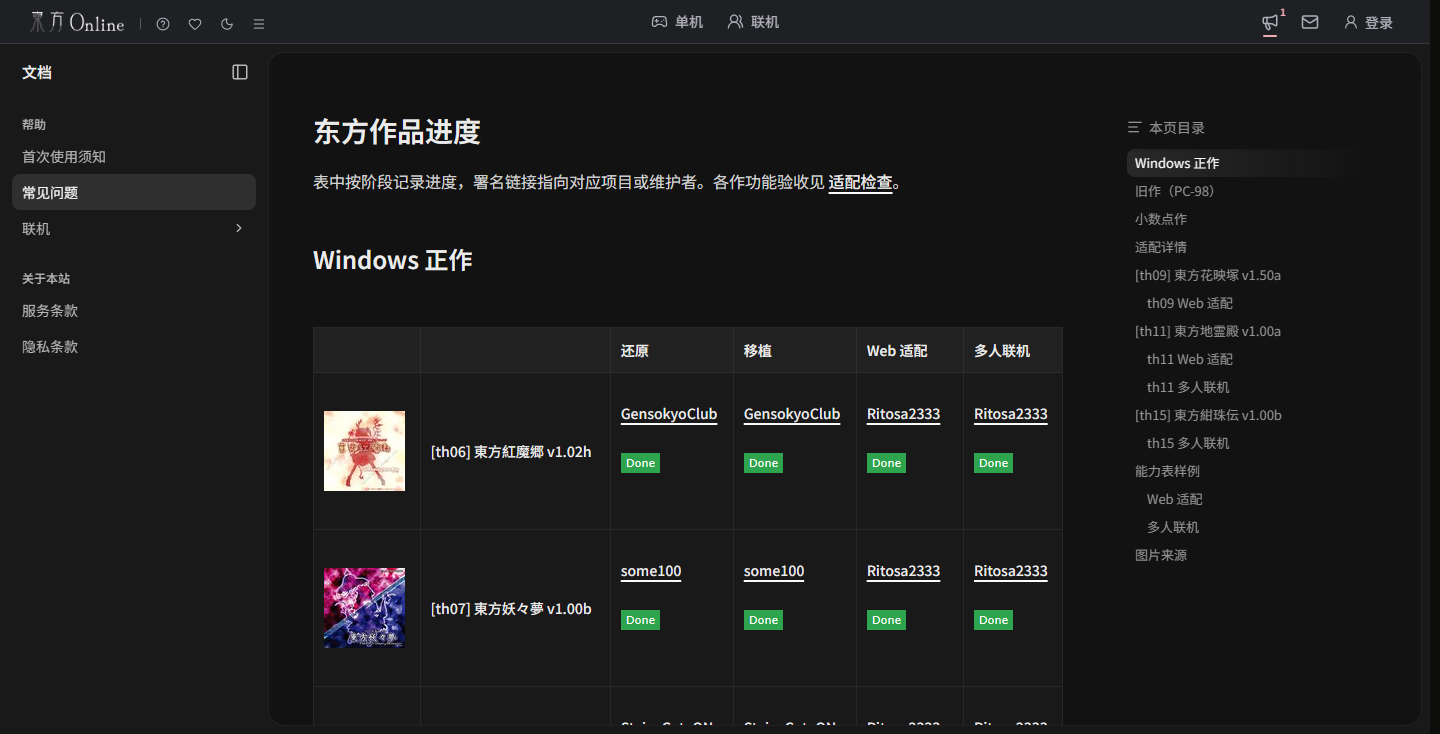 東方Online
单机
联机
1
登录
文档
帮助
首次使用须知
常见问题
联机
关于本站
服务条款
隐私条款
东方作品进度
表中按阶段记录进度，署名链接指向对应项目或维护者。各作功能验收见 适配检查。
Windows 正作
还原
移植
Web 适配
多人联机
[th06] 東方紅魔郷 v1.02h
GensokyoClub
Done
GensokyoClub
Done
Ritosa2333
Done
Ritosa2333
Done
[th07] 東方妖々夢 v1.00b
some100
Done
some100
Done
Ritosa2333
Done
Ritosa2333
Done
本页目录
Windows 正作
旧作（PC-98）
小数点作
适配详情
[th09] 東方花映塚 v1.50a
th09 Web 适配
[th11] 東方地霊殿 v1.00a
th11 Web 适配
th11 多人联机
[th15] 東方紺珠伝 v1.00b
th15 多人联机
能力表样例
Web 适配
多人联机
图片来源